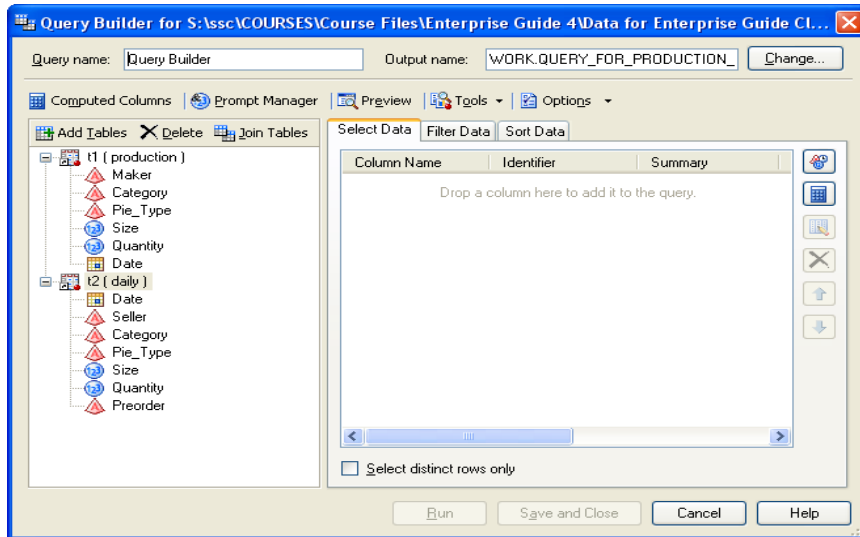 Query Builder for S:\ssc\COURSES\Course Files\Enterprise Guide 4\Data for Enterprise Guide Cl...
Query name: Query Builder Output name: WORK.QUERY_FOR_PRODUCTION_ Change...
Computed Columns Prompt Manager Preview Tools Options
Add Tables Delete Join Tables
Select Data Filter Data Sort Data
t1 ( production )
Maker
Category
Pie_Type
Size
Quantity
Date
t2 ( daily )
Date
Seller
Category
Pie_Type
Size
Quantity
Preorder
Column Name Identifier Summary
Drop a column here to add it to the query.
Select distinct rows only
Run Save and Close Cancel Help